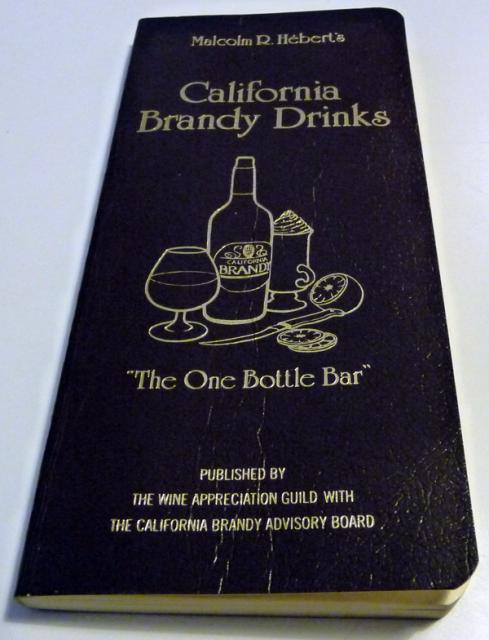 Malcolm R. Hébert's
California
Brandy Drinks
CALIFORNIA
BRANDY
"The One Bottle Bar"
PUBLISHED BY
THE WINE APPRECIATION GUILD WITH
THE CALIFORNIA BRANDY ADVISORY BOARD